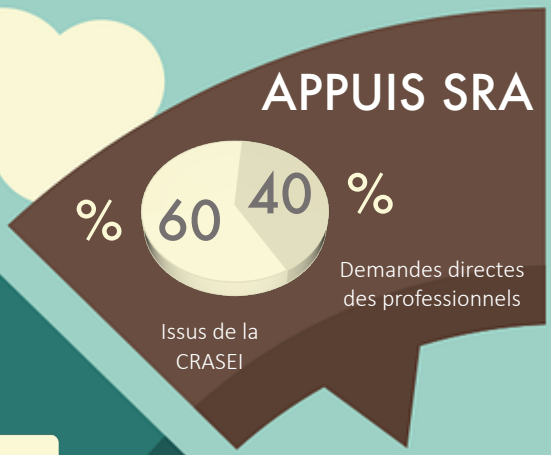 APPUIS SRA
% 60 40 %
Demandes directes
des professionnels
Issus de la
CRASEI